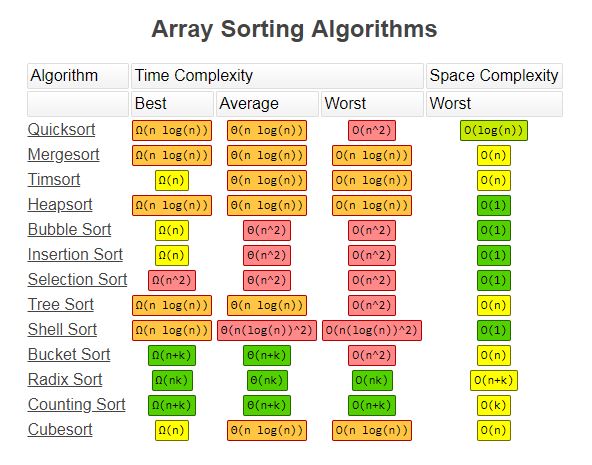 Array Sorting Algorithms
Algorithm Time Complexity Space Complexity
Best Average Worst Worst
Quicksort Ω(n log(n)) Θ(n log(n)) O(n^2) O(log(n))
Mergesort Ω(n log(n)) Θ(n log(n)) O(n log(n)) O(n)
Timsort Ω(n) Θ(n log(n)) O(n log(n)) O(n)
Heapsort Ω(n log(n)) Θ(n log(n)) O(n log(n)) O(1)
Bubble Sort Ω(n) Θ(n^2) O(n^2) O(1)
Insertion Sort Ω(n) Θ(n^2) O(n^2) O(1)
Selection Sort Ω(n^2) Θ(n^2) O(n^2) O(1)
Tree Sort Ω(n log(n)) Θ(n log(n)) O(n^2) O(n)
Shell Sort Ω(n log(n)) Θ(n(log(n))^2) O(n(log(n))^2) O(1)
Bucket Sort Ω(n+k) Θ(n+k) O(n^2) O(n)
Radix Sort Ω(nk) Θ(nk) O(nk) O(n+k)
Counting Sort Ω(n+k) Θ(n+k) O(n+k) O(k)
Cubesort Ω(n) Θ(n log(n)) O(n log(n)) O(n)